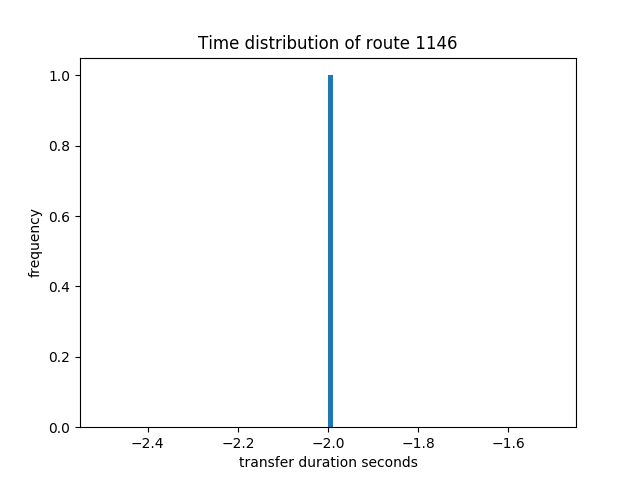 Time distribution of route 1146
1.0
0.8
0.6
0.4
0.2
0.0
frequency
−2.4 −2.2 −2.0 −1.8 −1.6
transfer duration seconds